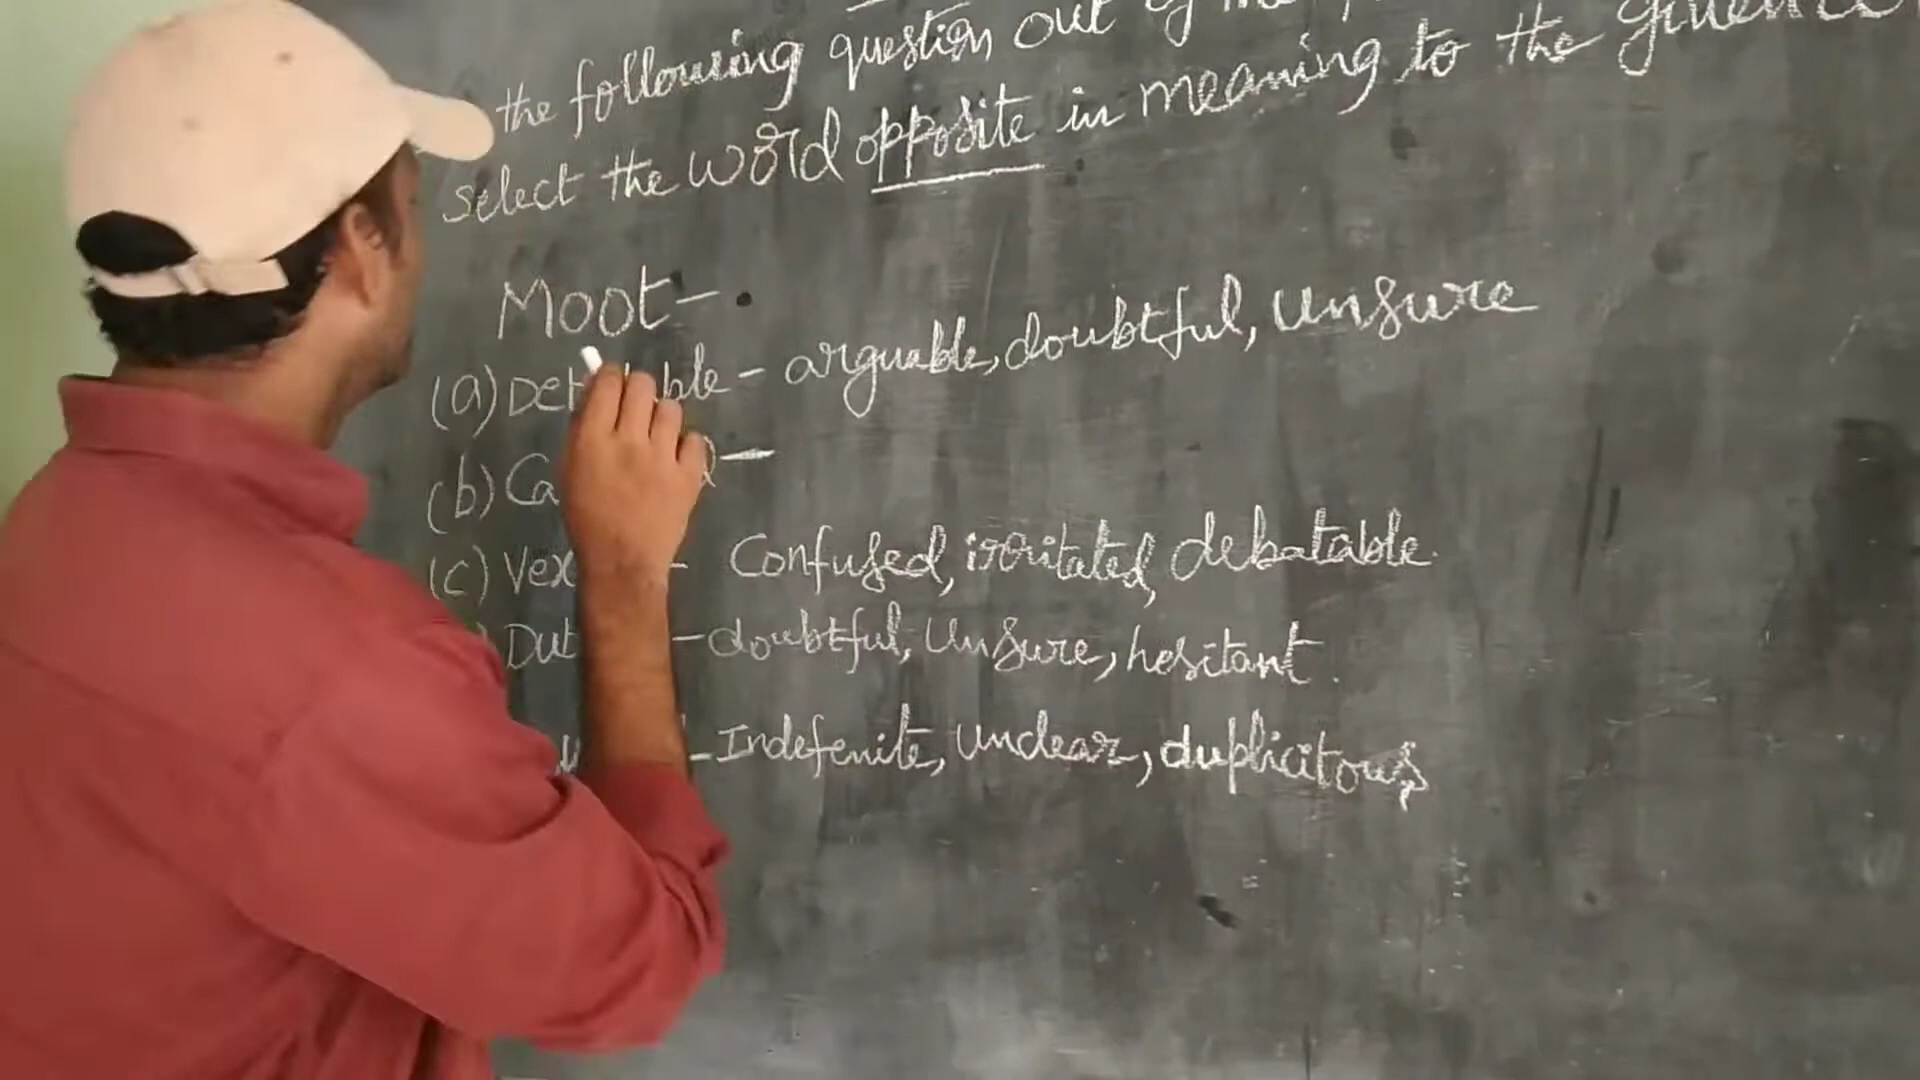 the following question out of the
select the word opposite in meaning to the given
Moot-
(a) Debatable - arguable, doubtful, unsure
(b) Ca
(c) Vex - Confused, irritated, debatable.
Dub - doubtful, Unsure, hesitant.
- Indefenite, unclear, duplicitous